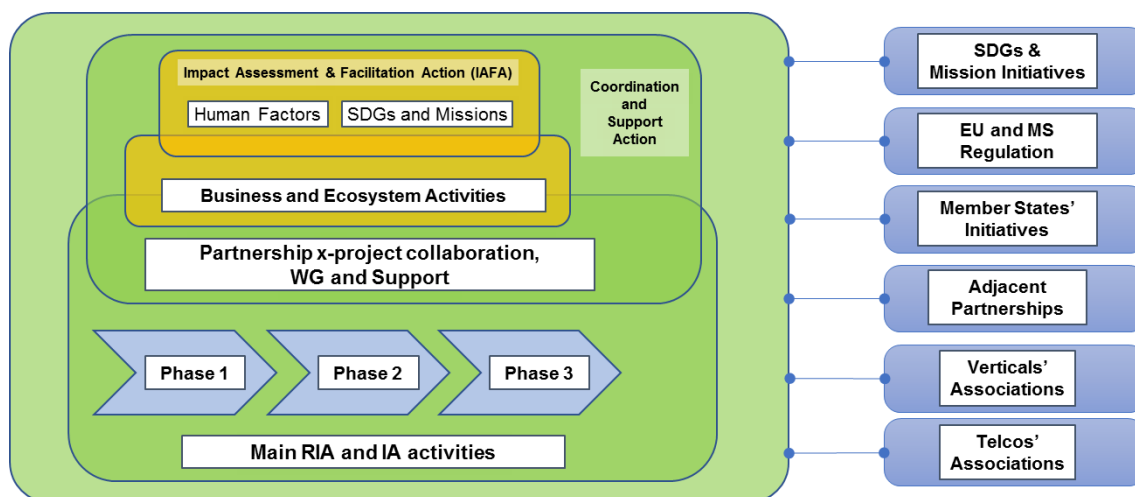 Impact Assessment & Facilitation Action (IAFA)
Human Factors
SDGs and Missions
Coordination
and
Support
Action
Business and Ecosystem Activities
Partnership x-project collaboration,
WG and Support
Phase 1
Phase 2
Phase 3
Main RIA and IA activities
SDGs &
Mission Initiatives
EU and MS
Regulation
Member States’
Initiatives
Adjacent
Partnerships
Verticals’
Associations
Telcos’
Associations